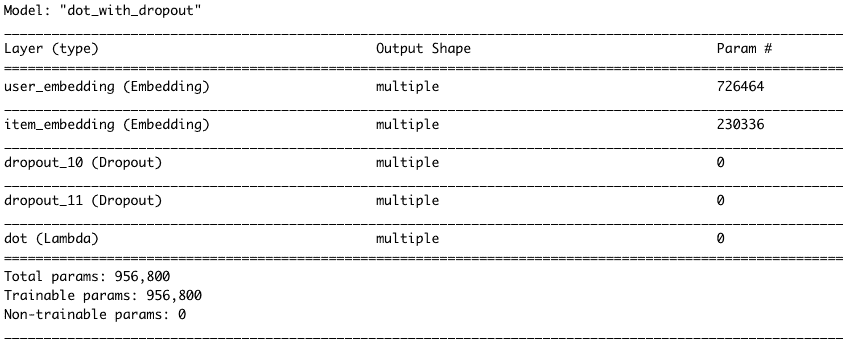 Model: "dot_with_dropout"
Layer (type) Output Shape Param #
user_embedding (Embedding) multiple 726464
item_embedding (Embedding) multiple 230336
dropout_10 (Dropout) multiple 0
dropout_11 (Dropout) multiple 0
dot (Lambda) multiple 0
Total params: 956,800
Trainable params: 956,800
Non-trainable params: 0